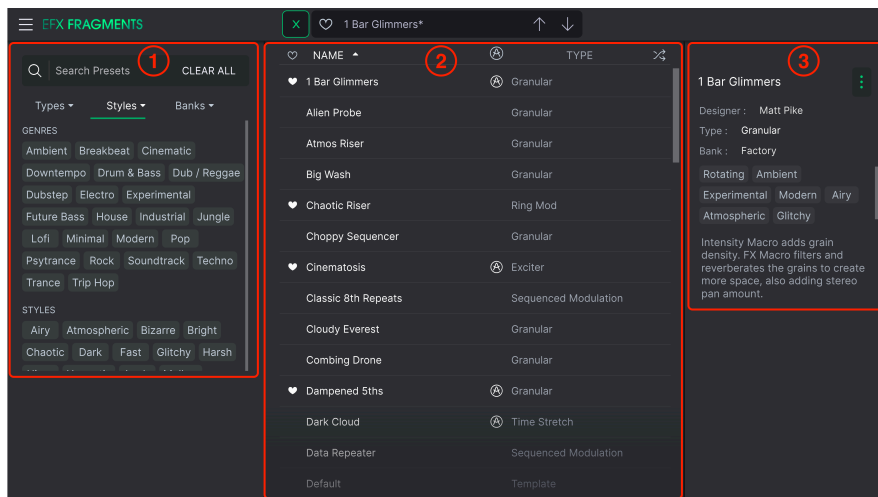 EFX FRAGMENTS
X
1 Bar Glimmers*
1
Search Presets
CLEAR ALL
Types
Styles
Banks
GENRES
Ambient Breakbeat Cinematic
Downtempo Drum & Bass Dub / Reggae
Dubstep Electro Experimental
Future Bass House Industrial Jungle
Lofi Minimal Modern Pop
Psytrance Rock Soundtrack Techno
Trance Trip Hop
STYLES
Airy Atmospheric Bizarre Bright
Chaotic Dark Fast Glitchy Harsh
2
NAME TYPE
1 Bar Glimmers Granular
Alien Probe Granular
Atmos Riser Granular
Big Wash Granular
Chaotic Riser Ring Mod
Choppy Sequencer Granular
Cinematosis Exciter
Classic 8th Repeats Sequenced Modulation
Cloudy Everest Granular
Combing Drone Granular
Dampened 5ths Granular
Dark Cloud Time Stretch
Data Repeater Sequenced Modulation
Default Template
3
1 Bar Glimmers
Designer : Matt Pike
Type : Granular
Bank : Factory
Rotating Ambient
Experimental Modern Airy
Atmospheric Glitchy
Intensity Macro adds grain
density. FX Macro filters and
reverberates the grains to create
more space, also adding stereo
pan amount.